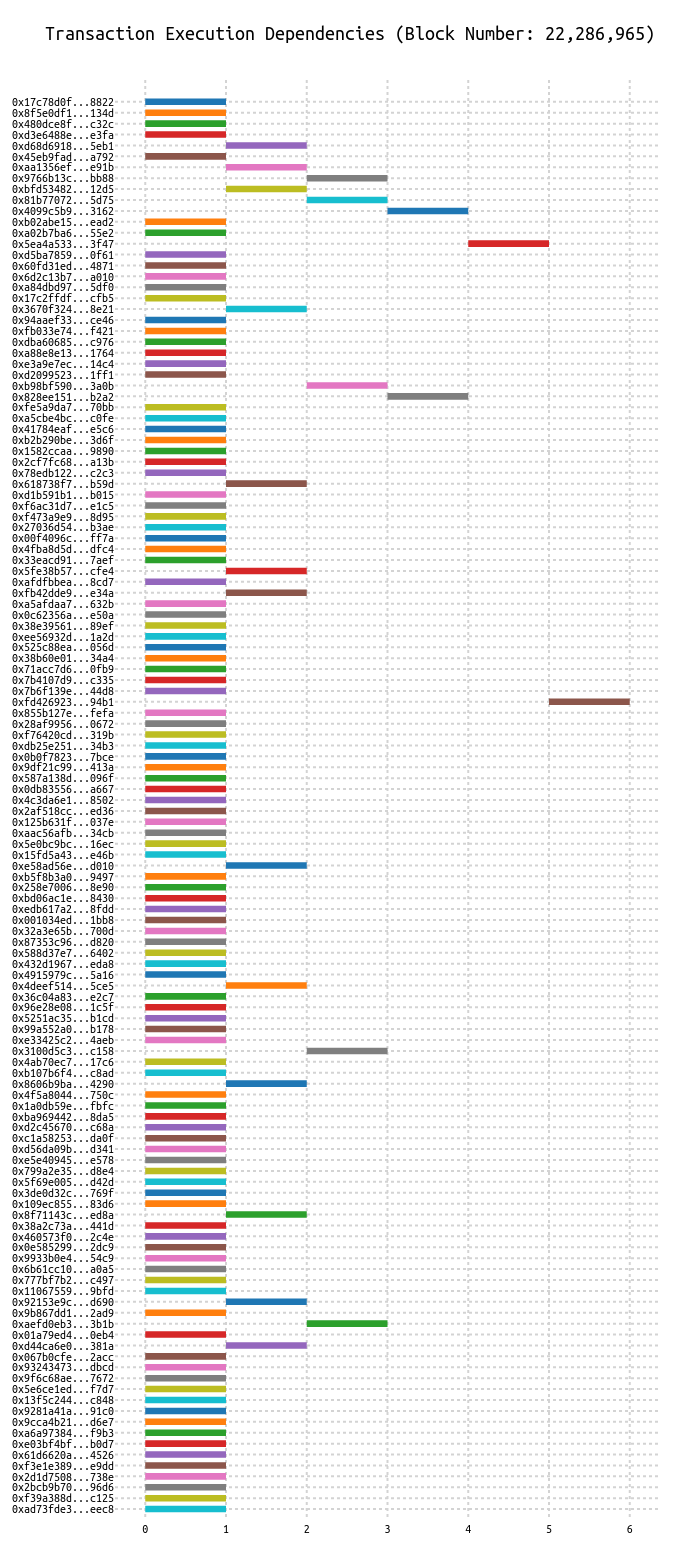 Transaction Execution Dependencies (Block Number: 22,286,965)
0x17c78d0f...8822
0x8f5e0df1...134d
0x480dce8f...c32c
0xd3e6488e...e3fa
0xd68d6918...5eb1
0x45eb9fad...a792
0xaa1356ef...e91b
0x9766b13c...bb88
0xbfd53482...12d5
0x81b77072...5d75
0x4099c5b9...3162
0xb02abe15...ead2
0xa02b7ba6...55e2
0x5ea4a533...3f47
0xd5ba7859...0f61
0x60fd31ed...4871
0x6d2c13b7...a010
0xa84dbd97...5df0
0x17c2ffdf...cfb5
0x3670f324...8e21
0x94aaef33...ce46
0xfb033e74...f421
0xdba60685...c976
0xa88e8e13...1764
0xe3a9e7ec...14c4
0xd2099523...1ff1
0xb98bf590...3a0b
0x828ee151...b2a2
0xfe5a9da7...70bb
0xa5cbe4bc...c0fe
0x41784eaf...e5c6
0xb2b290be...3d6f
0x1582ccaa...9890
0x2cf7fc68...a13b
0x78edb122...c2c3
0x618738f7...b59d
0xd1b591b1...b015
0xf6ac31d7...e1c5
0xf473a9e9...8d95
0x27036d54...b3ae
0x00f4096c...ff7a
0x4fba8d5d...dfc4
0x33eacd91...7aef
0x5fe38b57...cfe4
0xafdfbbea...8cd7
0xfb42dde9...e34a
0xa5afdaa7...632b
0x0c62356a...e50a
0x38e39561...89ef
0xee56932d...1a2d
0x525c88ea...056d
0x38b60e01...34a4
0x71acc7d6...0fb9
0x7b4107d9...c335
0x7b6f139e...44d8
0xfd426923...94b1
0x855b127e...fefa
0x28af9956...0672
0xf76420cd...319b
0xdb25e251...34b3
0x0b0f7823...7bce
0x9df21c99...413a
0x587a138d...096f
0x0db83556...a667
0x4c3da6e1...8502
0x2af518cc...ed36
0x125b631f...037e
0xaac56afb...34cb
0x5e0bc9bc...16ec
0x15fd5a43...e46b
0xe58ad56e...d010
0xb5f8b3a0...9497
0x258e7006...8e90
0xbd06ac1e...8430
0xedb617a2...8fdd
0x001034ed...1bb8
0x32a3e65b...700d
0x87353c96...d820
0x588d37e7...6402
0x432d1967...eda8
0x4915979c...5a16
0x4deef514...5ce5
0x36c04a83...e2c7
0x96e28e08...1c5f
0x5251ac35...b1cd
0x99a552a0...b178
0xe33425c2...4aeb
0x3100d5c3...c158
0x4ab70ec7...17c6
0xb107b6f4...c8ad
0x8606b9ba...4290
0x4f5a8044...750c
0x1a0db59e...fbfc
0xba969442...8da5
0xd2c45670...c68a
0xc1a58253...da0f
0xd56da09b...d341
0xe5e40945...e578
0x799a2e35...d8e4
0x5f69e005...d42d
0x3de0d32c...769f
0x109ec855...83d6
0x8f71143c...ed8a
0x38a2c73a...441d
0x460573f0...2c4e
0x0e585299...2dc9
0x9933b0e4...54c9
0x6b61cc10...a0a5
0x777bf7b2...c497
0x11067559...9bfd
0x92153e9c...d690
0x9b867dd1...2ad9
0xaefd0eb3...3b1b
0x01a79ed4...0eb4
0xd44ca6e0...381a
0x067b0cfe...2acc
0x93243473...dbcd
0x9f6c68ae...7672
0x5e6ce1ed...f7d7
0x13f5c244...c848
0x9281a41a...91c0
0x9cca4b21...d6e7
0xa6a97384...f9b3
0xe03bf4bf...b0d7
0x61d6620a...4526
0xf3e1e389...e9dd
0x2d1d7508...738e
0x2bcb9b70...96d6
0xf39a388d...c125
0xad73fde3...eec8
0 1 2 3 4 5 6